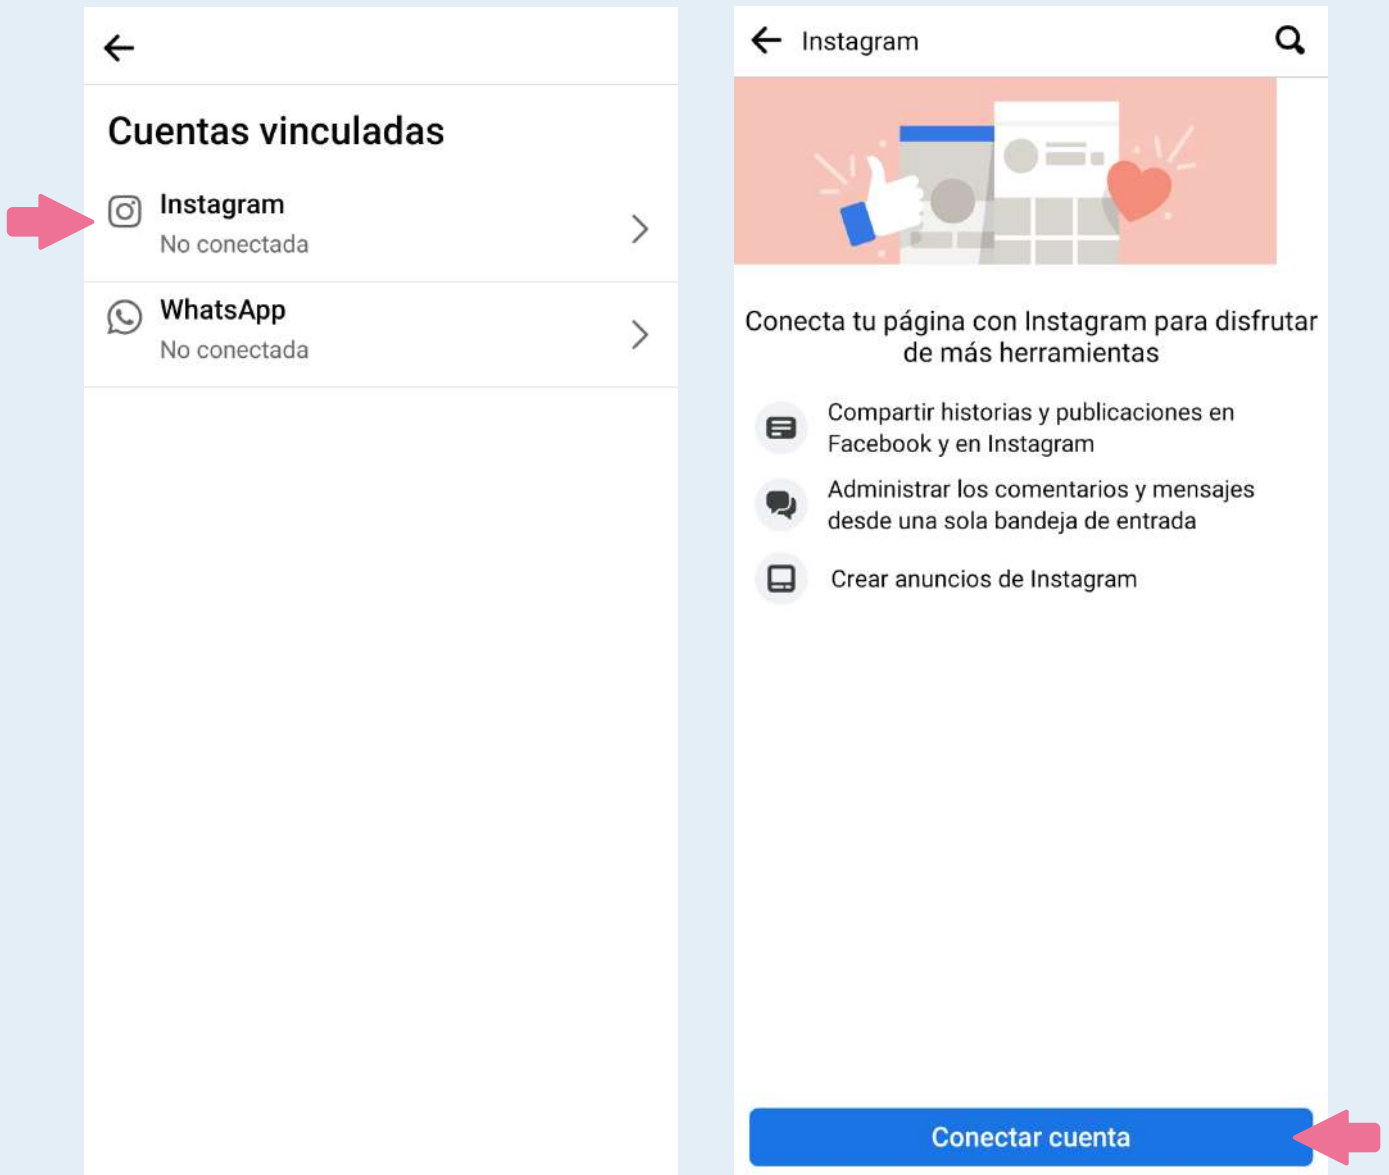 Cuentas vinculadas
Instagram
No conectada
WhatsApp
No conectada
Instagram
Conecta tu página con Instagram para disfrutar
de más herramientas
Compartir historias y publicaciones en
Facebook y en Instagram
Administrar los comentarios y mensajes
desde una sola bandeja de entrada
Crear anuncios de Instagram
Conectar cuenta